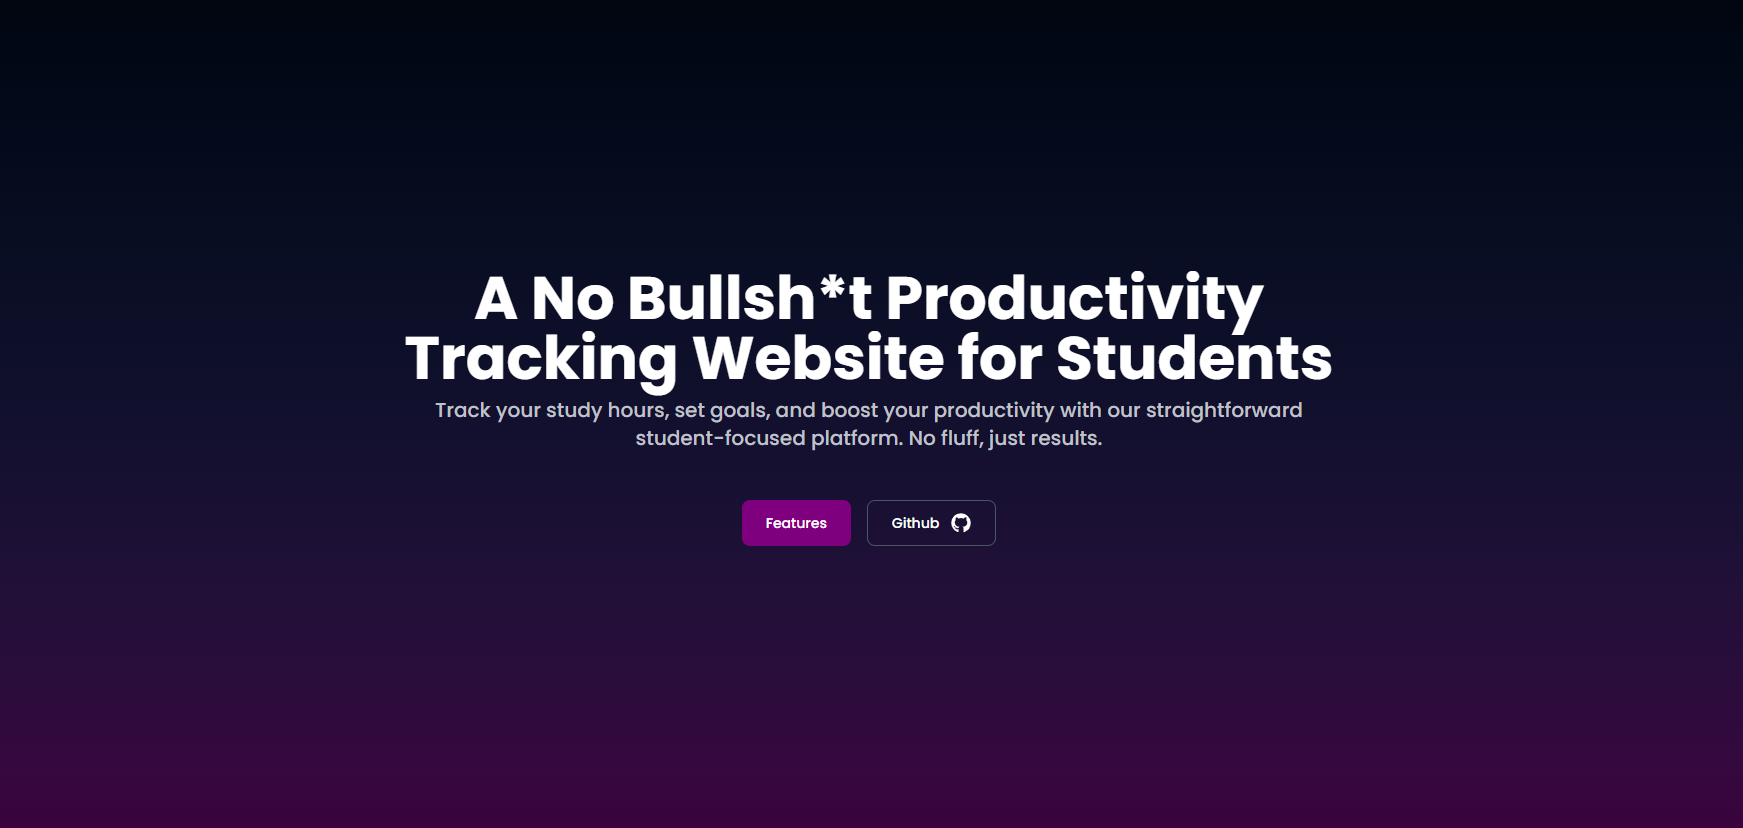 A No Bullsh*t Productivity
Tracking Website for Students
Track your study hours, set goals, and boost your productivity with our straightforward
student-focused platform. No fluff, just results.
Features
Github